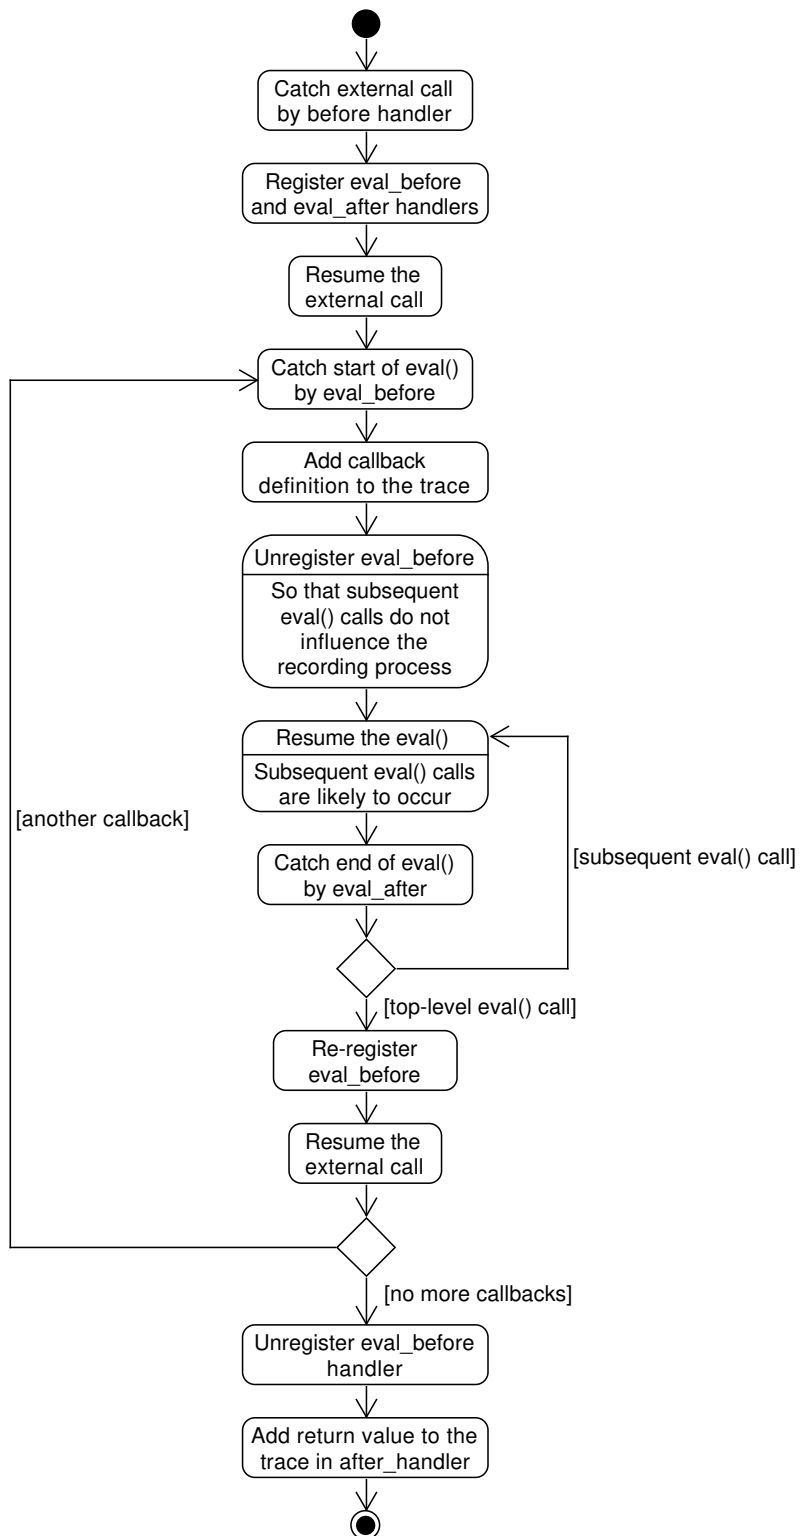 Catch external call
by before handler
Register eval_before
and eval_after handlers
Resume the
external call
Catch start of eval()
by eval_before
Add callback
definition to the trace
Unregister eval_before
So that subsequent
eval() calls do not
influence the
recording process
Resume the eval()
Subsequent eval() calls
are likely to occur
[another callback]
Catch end of eval()
by eval_after
[subsequent eval() call]
[top-level eval() call]
Re-register
eval_before
Resume the
external call
[no more callbacks]
Unregister eval_before
handler
Add return value to the
trace in after_handler